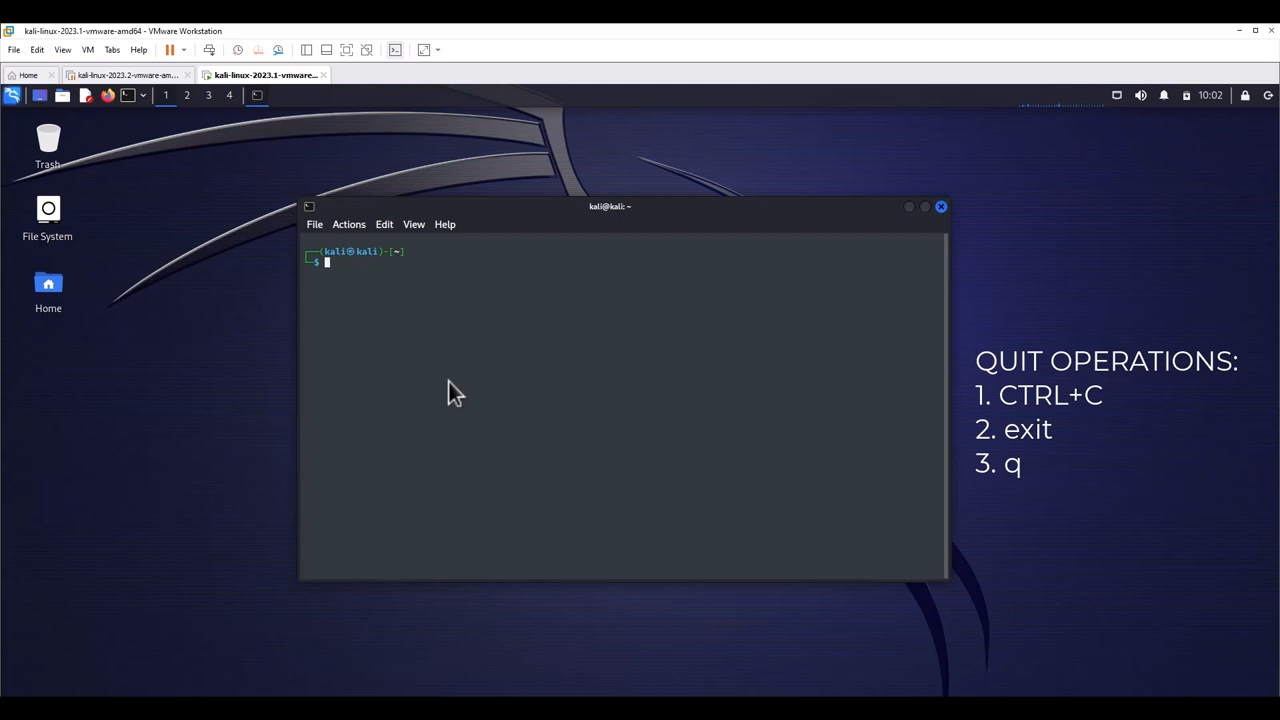 kali-linux-2023.1-vmware-amd64 - VMware Workstation
File Edit View VM Tabs Help
Home kali-linux-2023.2-vmware-am... kali-linux-2023.1-vmware...
1 2 3 4 10:02
Trash
File System
Home
kali@kali: ~
File Actions Edit View Help
┌──(kali㉿kali)-[~]
└─$
QUIT OPERATIONS:
1. CTRL+C
2. exit
3. q